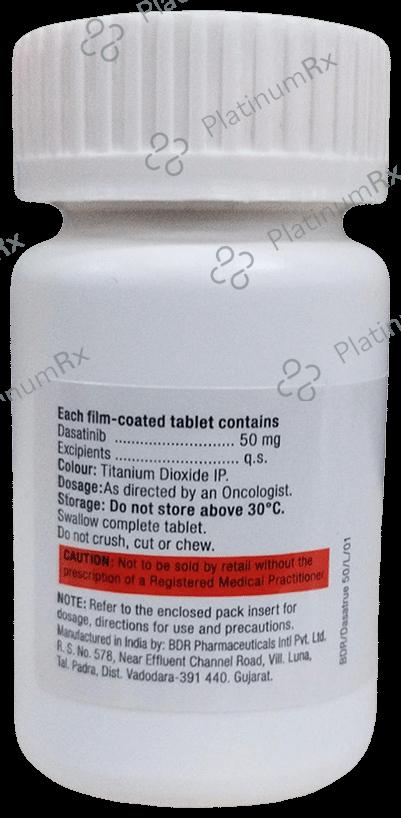 PlatinumRx
PlatinumRx
PlatinumRx
Rx
Platinu
inumRx
Each film-coated tablet contains
Dasatinib .............................. 50 mg
Excipients ............................... q.s.
Colour: Titanium Dioxide IP.
Dosage:As directed by an Oncologist.
Storage: Do not store above 30°C.
Swallow complete tablet.
Do not crush, cut or chew.
CAUTION: Not to be sold by retail without the
prescription of a Registered Medical Practitioner
NOTE: Refer to the enclosed pack insert for
dosage, directions for use and precautions.
Manufactured in India by: BDR Pharmaceuticals Intl Pvt. Ltd.
R. S. No. 578, Near Effluent Channel Road, Vill. Luna,
Tal. Padra, Dist. Vadodara-391 440. Gujarat.
BDR/Dasatrue 50/L/01